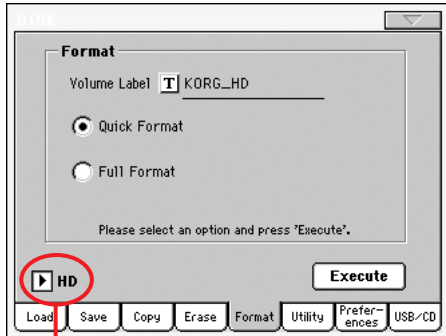 DISK
Format
Volume Label T KORG_HD
Quick Format
Full Format
Please select an option and press 'Execute'.
HD
Execute
Load Save Copy Erase Format Utility Prefer-ences USB/CD